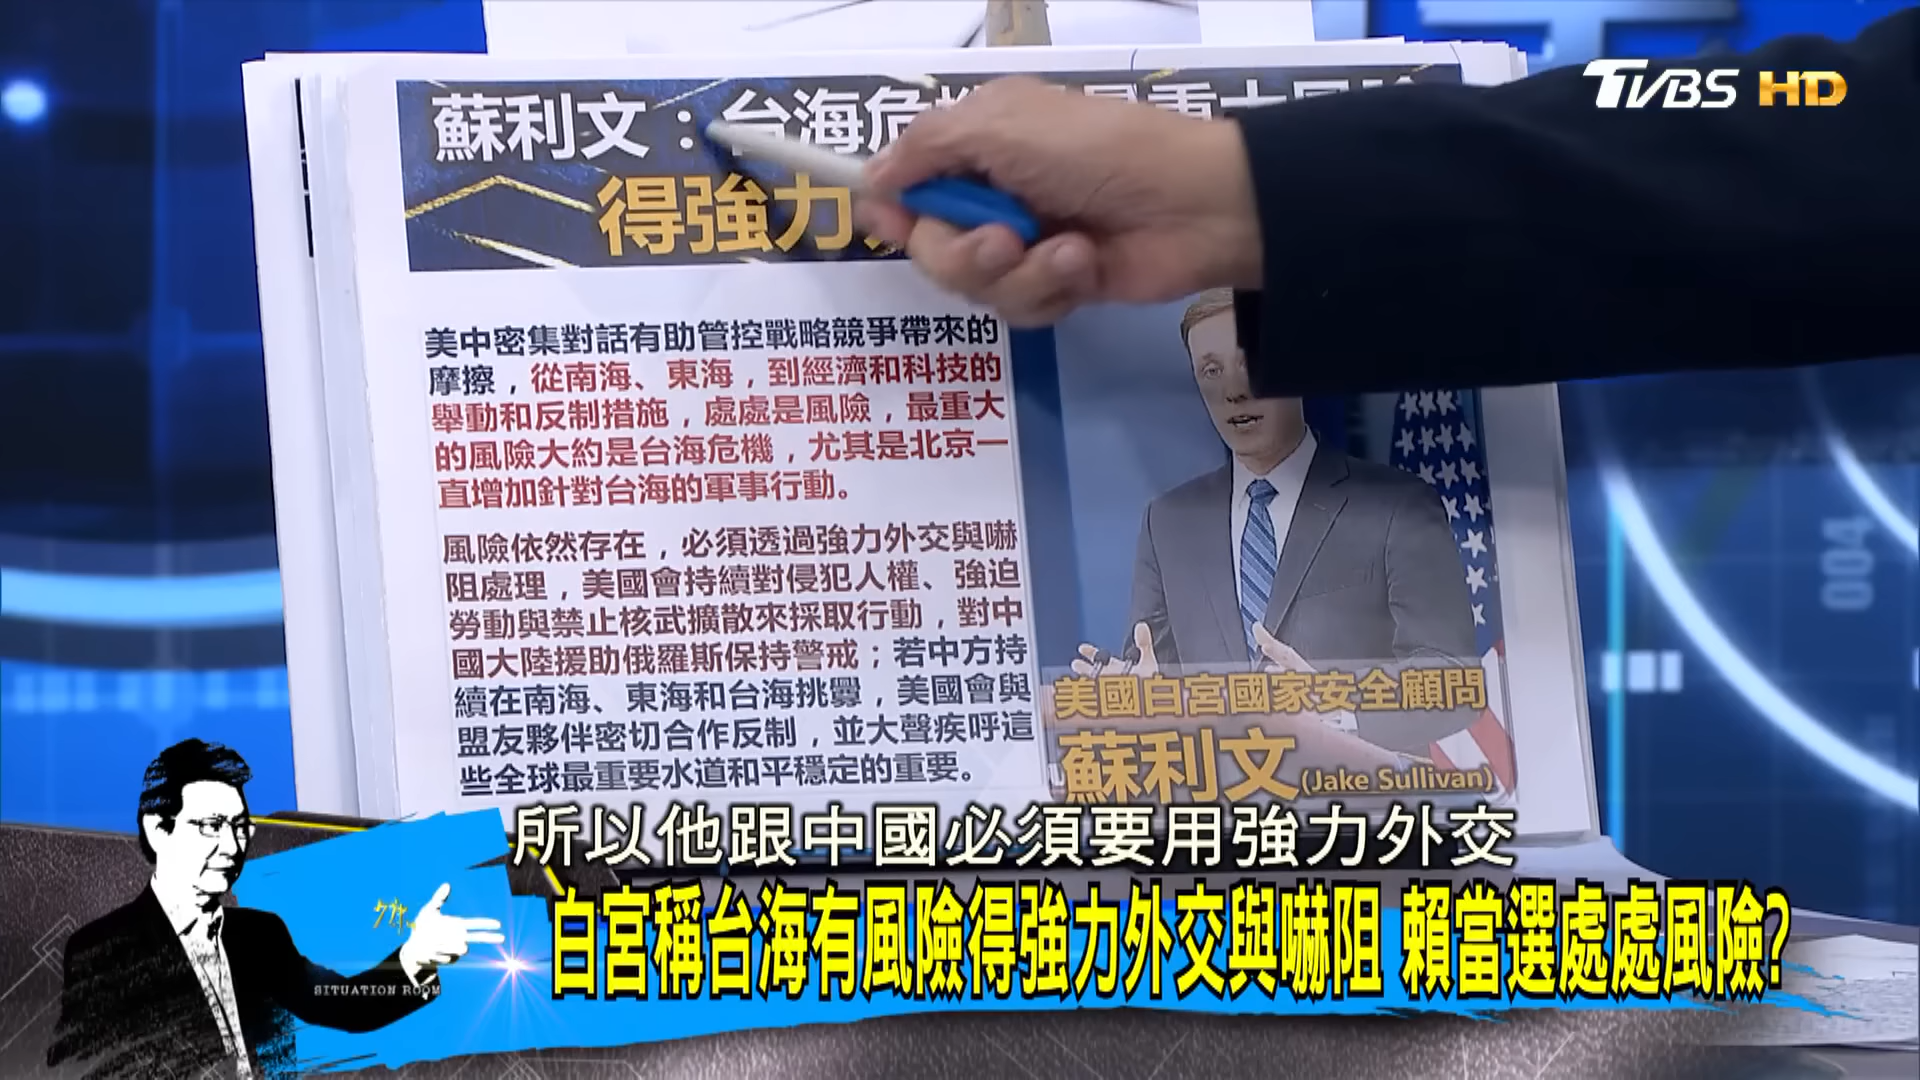 TVBS HD
蘇利文：台海危
得強力
美中密集對話有助管控戰略競爭帶來的
摩擦，從南海、東海，到經濟和科技的
舉動和反制措施，處處是風險，最重大
的風險大約是台海危機，尤其是北京一
直增加針對台海的軍事行動。
風險依然存在，必須透過強力外交與嚇
阻處理，美國會持續對侵犯人權、強迫
勞動與禁止核武擴散來採取行動，對中
國大陸援助俄羅斯保持警戒；若中方持
續在南海、東海和台海挑釁，美國會與
盟友夥伴密切合作反制，並大聲疾呼這
些全球最重要水道和平穩定的重要。
004
美國白宮國家安全顧問
蘇利文(Jake Sullivan)
所以他跟中國必須要用強力外交
SITUATION ROOM
白宮稱台海有風險得強力外交與嚇阻 賴當選處處風險?